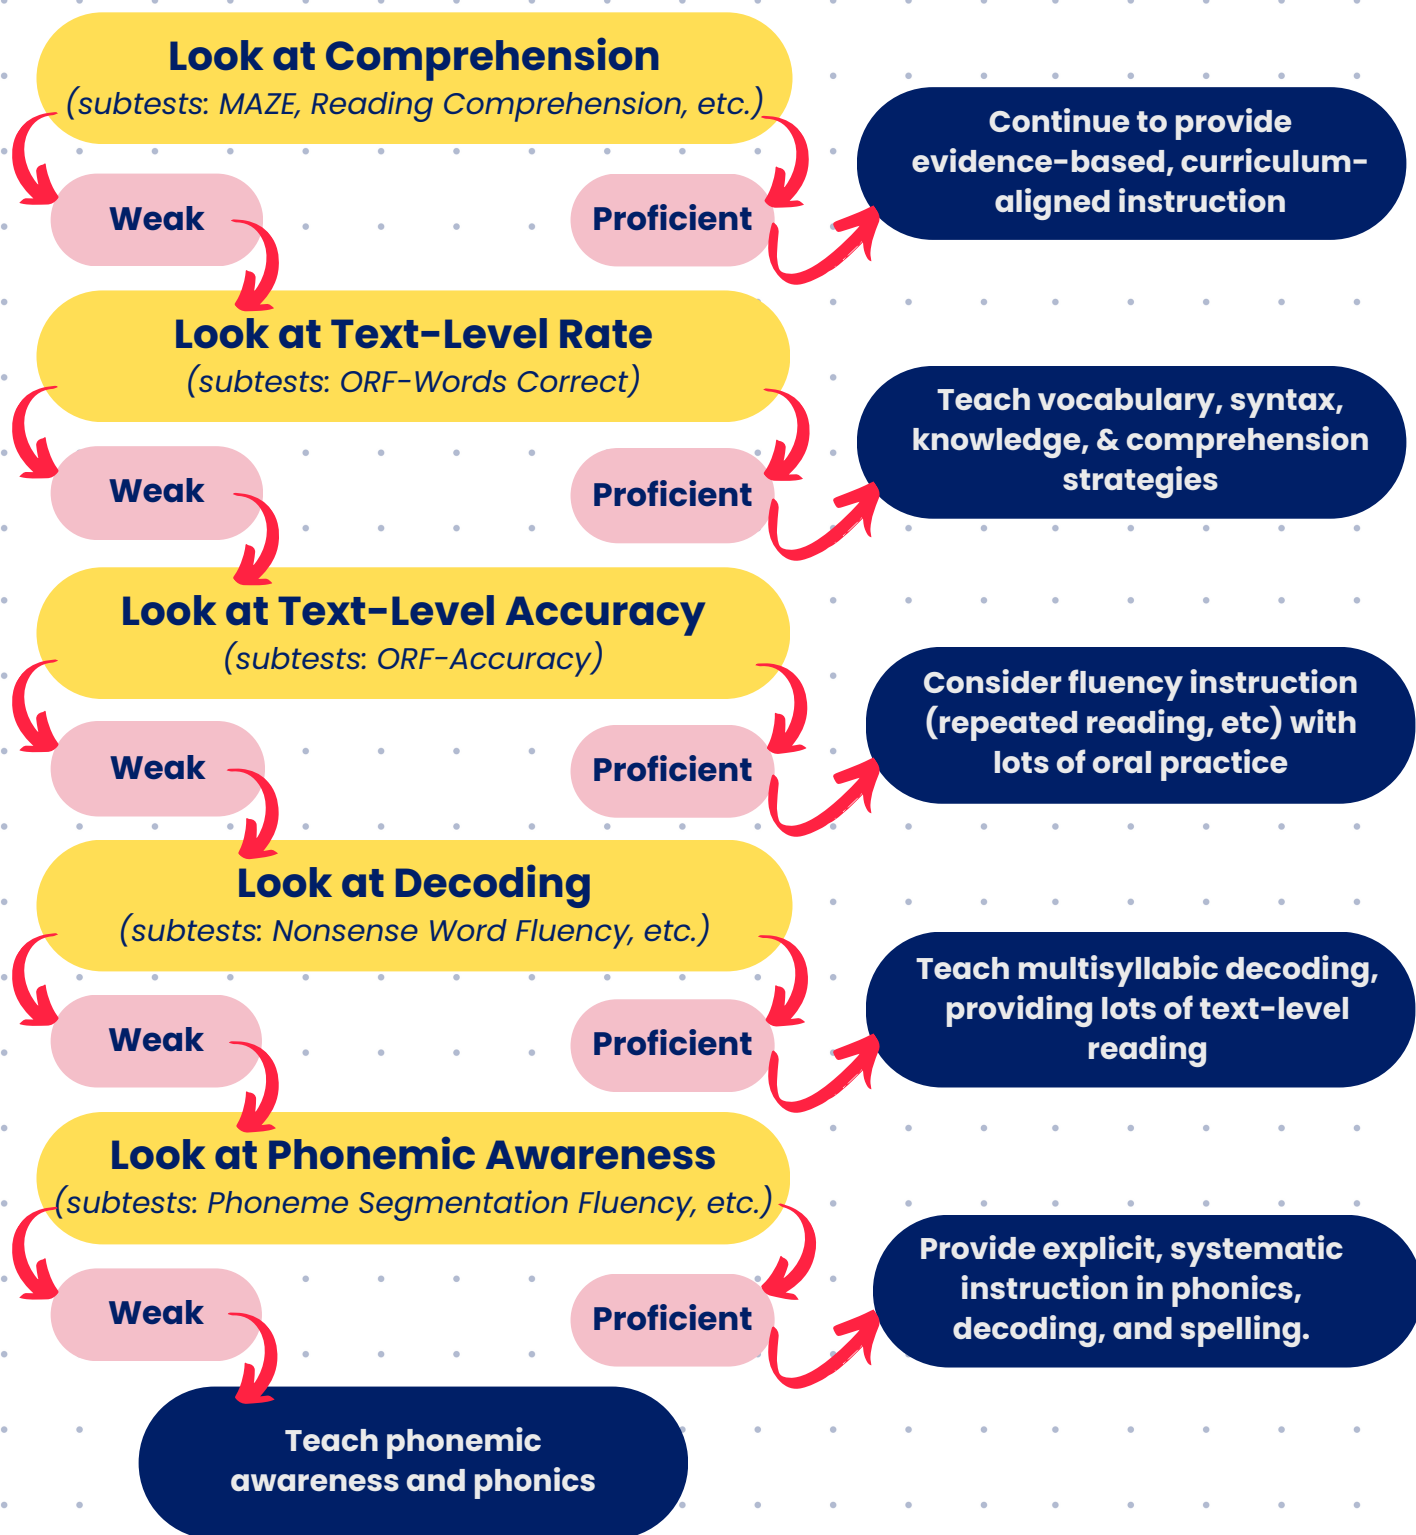 Look at Comprehension
(subtests: MAZE, Reading Comprehension, etc.)
Weak
Proficient
Continue to provide
evidence-based, curriculum-
aligned instruction
Look at Text-Level Rate
(subtests: ORF-Words Correct)
Weak
Proficient
Teach vocabulary, syntax,
knowledge, & comprehension
strategies
Look at Text-Level Accuracy
(subtests: ORF-Accuracy)
Weak
Proficient
Consider fluency instruction
(repeated reading, etc) with
lots of oral practice
Look at Decoding
(subtests: Nonsense Word Fluency, etc.)
Weak
Proficient
Teach multisyllabic decoding,
providing lots of text-level
reading
Look at Phonemic Awareness
(subtests: Phoneme Segmentation Fluency, etc.)
Weak
Proficient
Provide explicit, systematic
instruction in phonics,
decoding, and spelling.
Teach phonemic
awareness and phonics